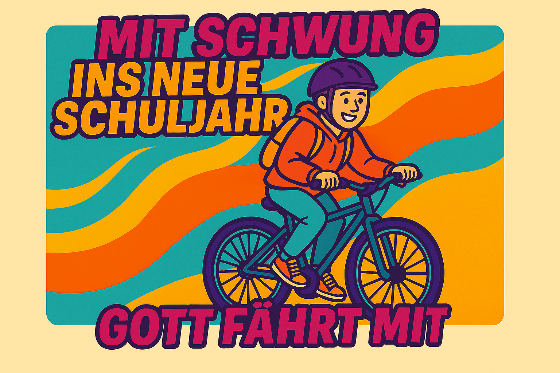 MIT SCHWUNG
INS NEUE
SCHULJAHR
GOTT FÄHRT MIT